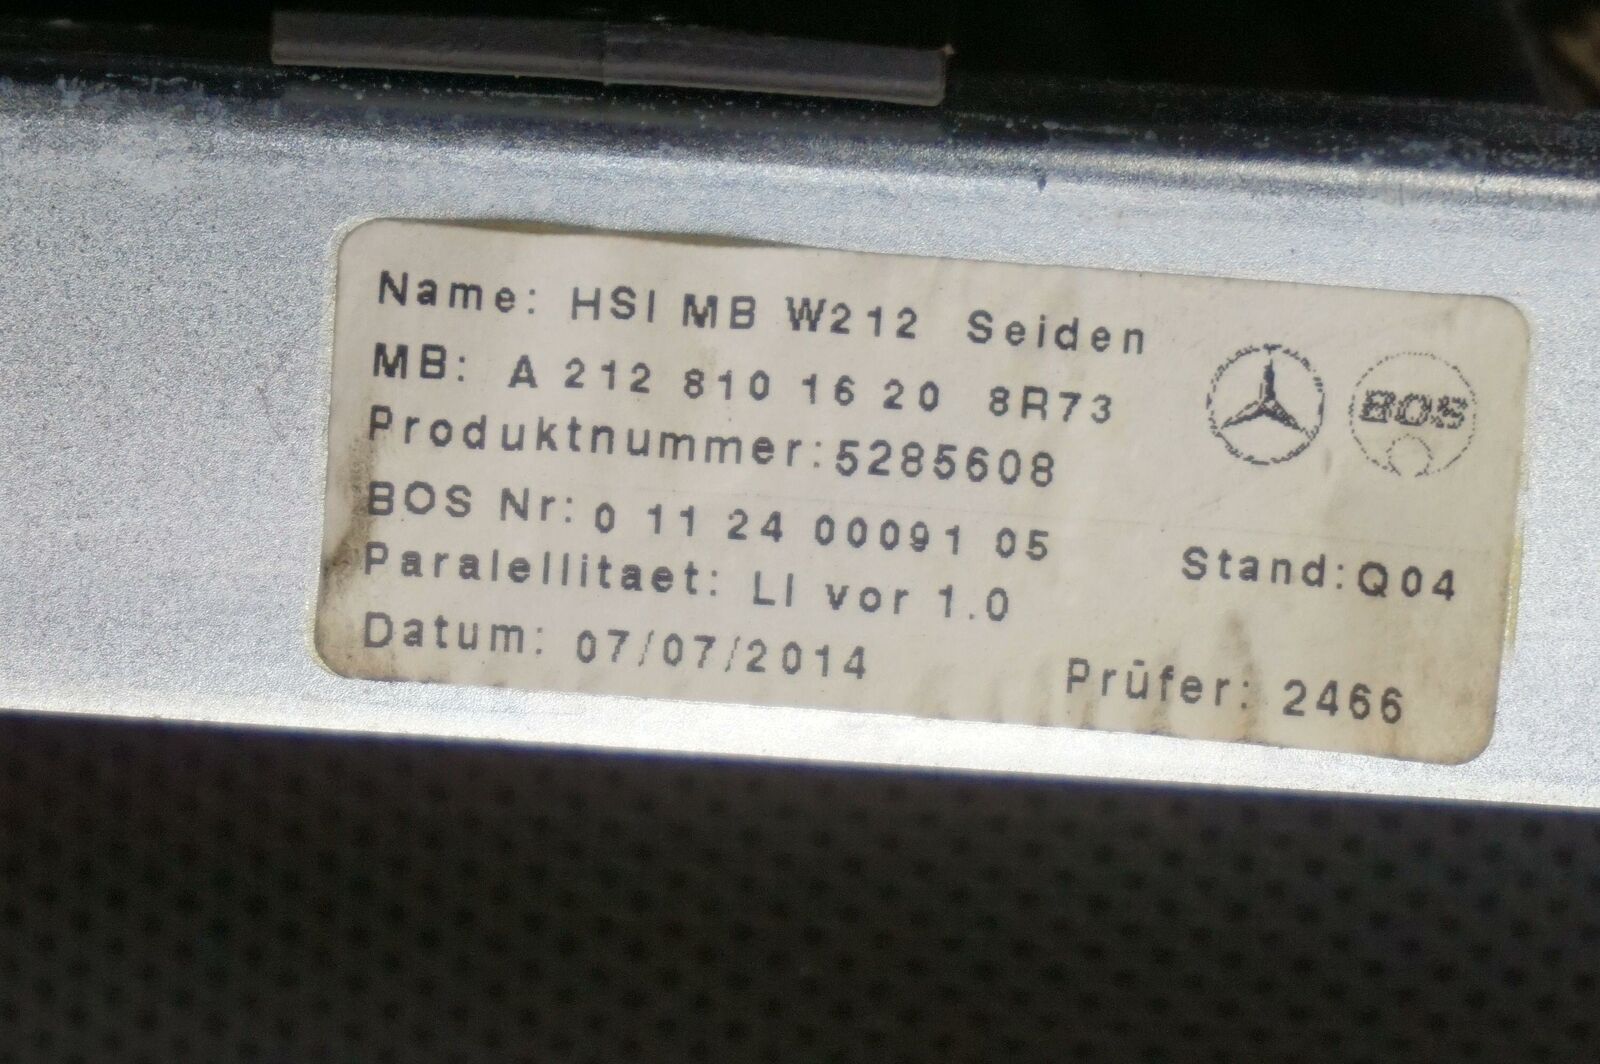 Name: HSI MB W212 Seiden
MB: A 212 810 16 20 8R73
Produktnummer:5285608
BOS
BOS Nr: 0 11 24 00091 05
Stand:Q04
Paralellitaet: LI vor 1.0
Datum: 07/07/2014
Prüfer: 2466